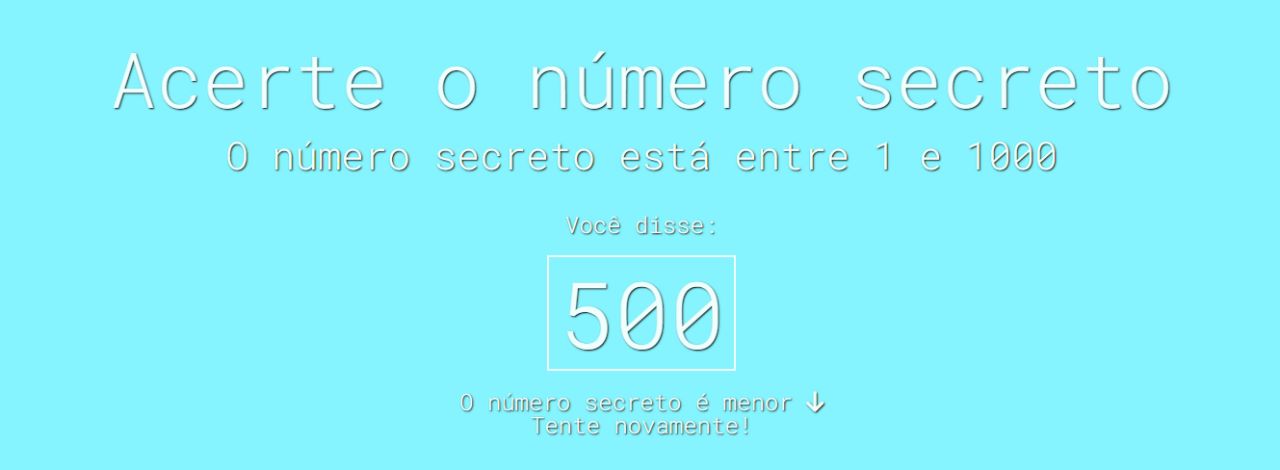 Acerte o número secreto
O número secreto está entre 1 e 1000
Você disse:
500
O número secreto é menor ↓
Tente novamente!